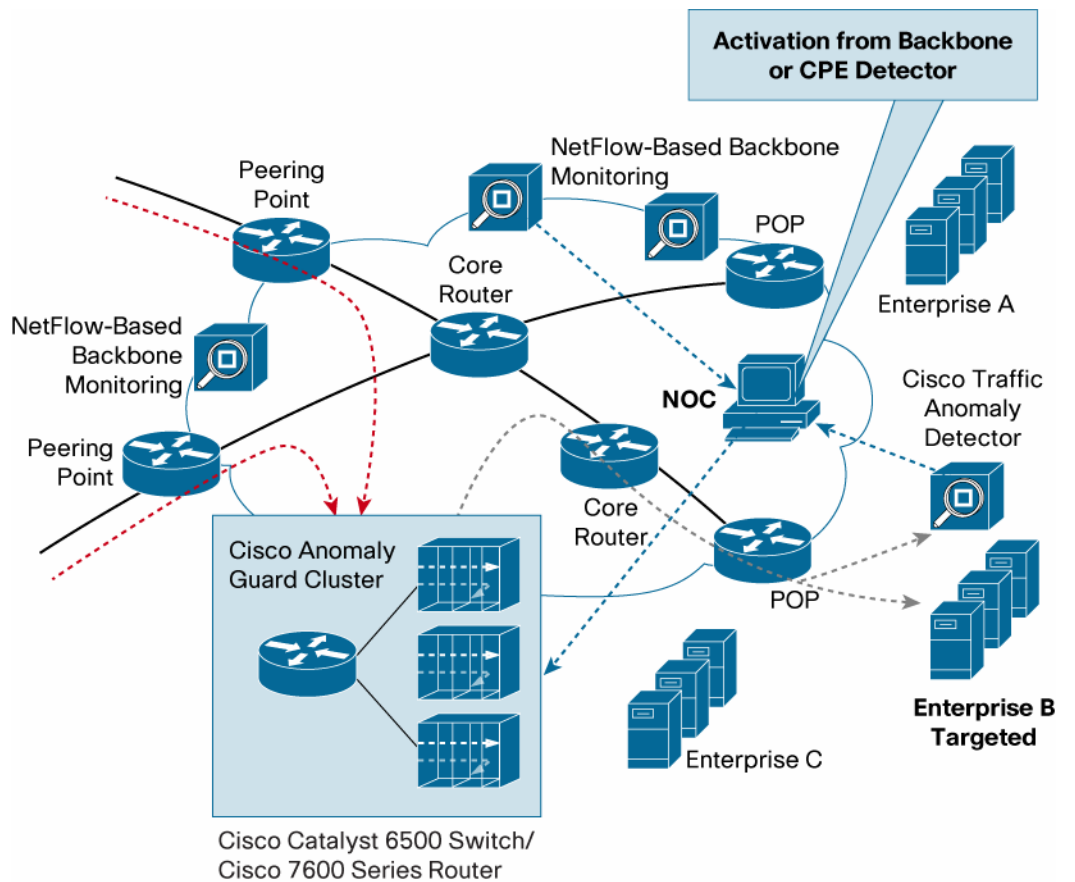 Activation from Backbone
or CPE Detector
NetFlow-Based Backbone
Monitoring
Peering
Point
POP
Core
Router
Enterprise A
NetFlow-Based
Backbone
Monitoring
Cisco Traffic
Anomaly
Detector
NOC
Peering
Point
Core
Router
Cisco Anomaly
Guard Cluster
POP
Enterprise B
Targeted
Enterprise C
Cisco Catalyst 6500 Switch/
Cisco 7600 Series Router